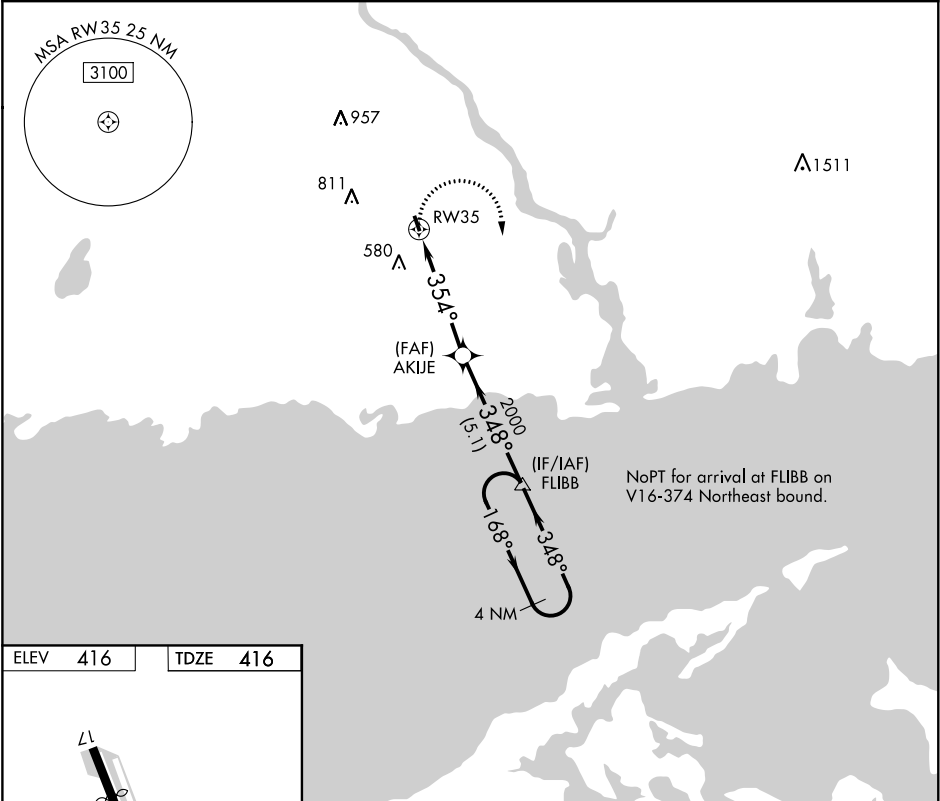 MSA RW35 25 NM
3100
957
1511
811
RW35
580
354°
(FAF)
AKIJE
2000
348°
(5.1)
(IF/IAF)
FLIBB
NoPT for arrival at FLIBB on
V16-374 Northeast bound.
168°
348°
4 NM
ELEV 416
TDZE 416
17